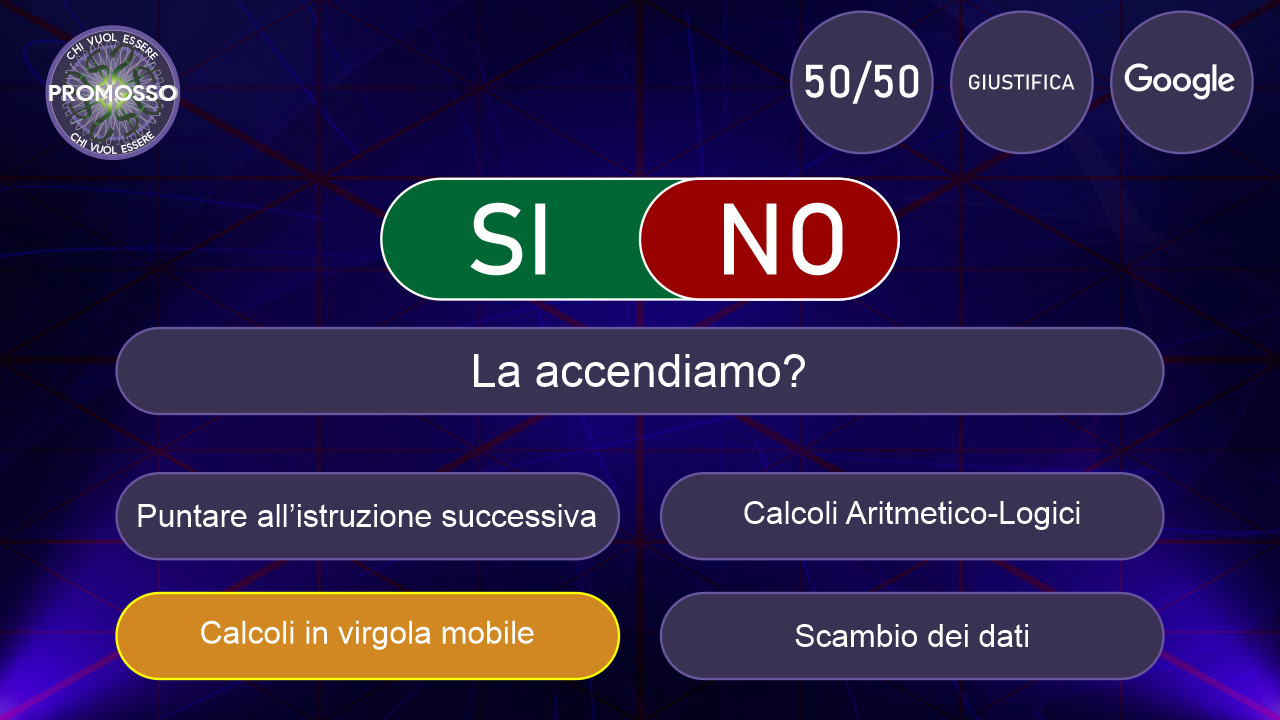 CHI VUOL ESSERE
PROMOSSO
CHI VUOL ESSERE
50/50
GIUSTIFICA
Google
SI
NO
La accendiamo?
Puntare all’istruzione successiva
Calcoli Aritmetico-Logici
Calcoli in virgola mobile
Scambio dei dati